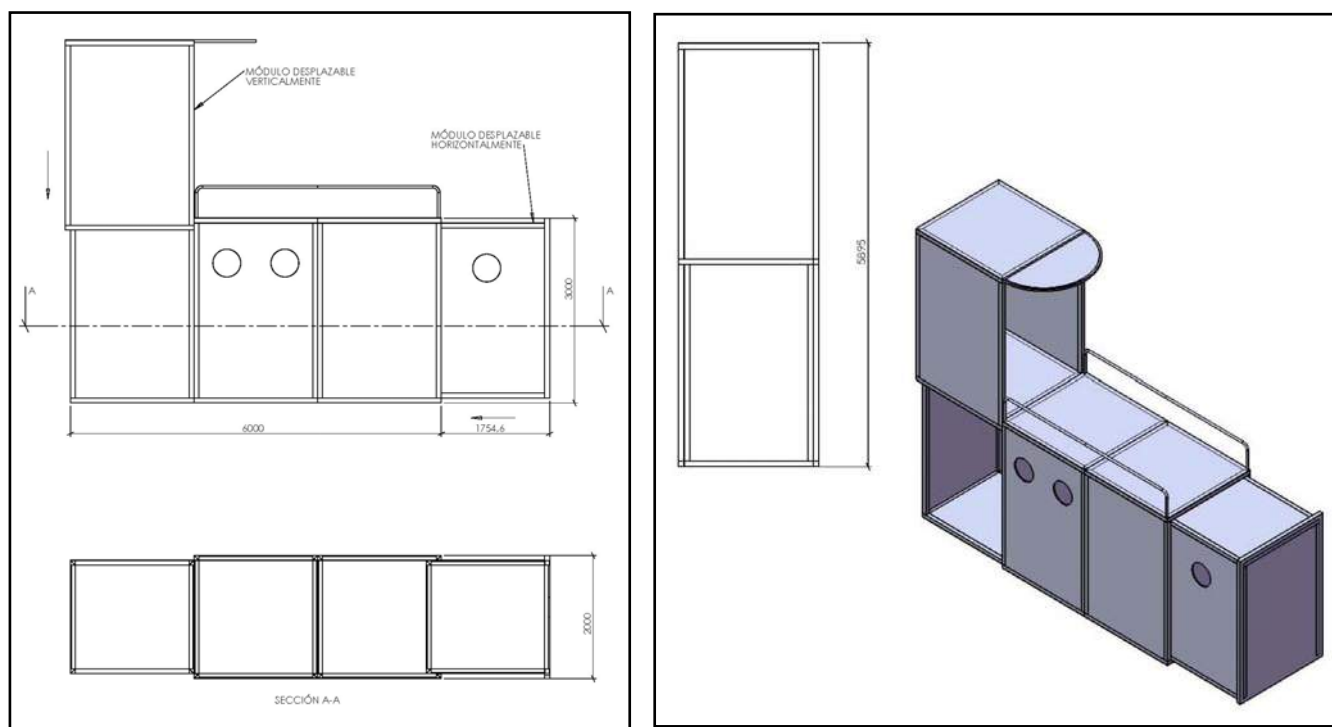 MÓDULO DESPLAZABLE
VERTICALMENTE
MÓDULO DESPLAZABLE
HORIZONTALMENTE
A
A
3000
6000
1754,6
2000
SECCIÓN A-A
5895